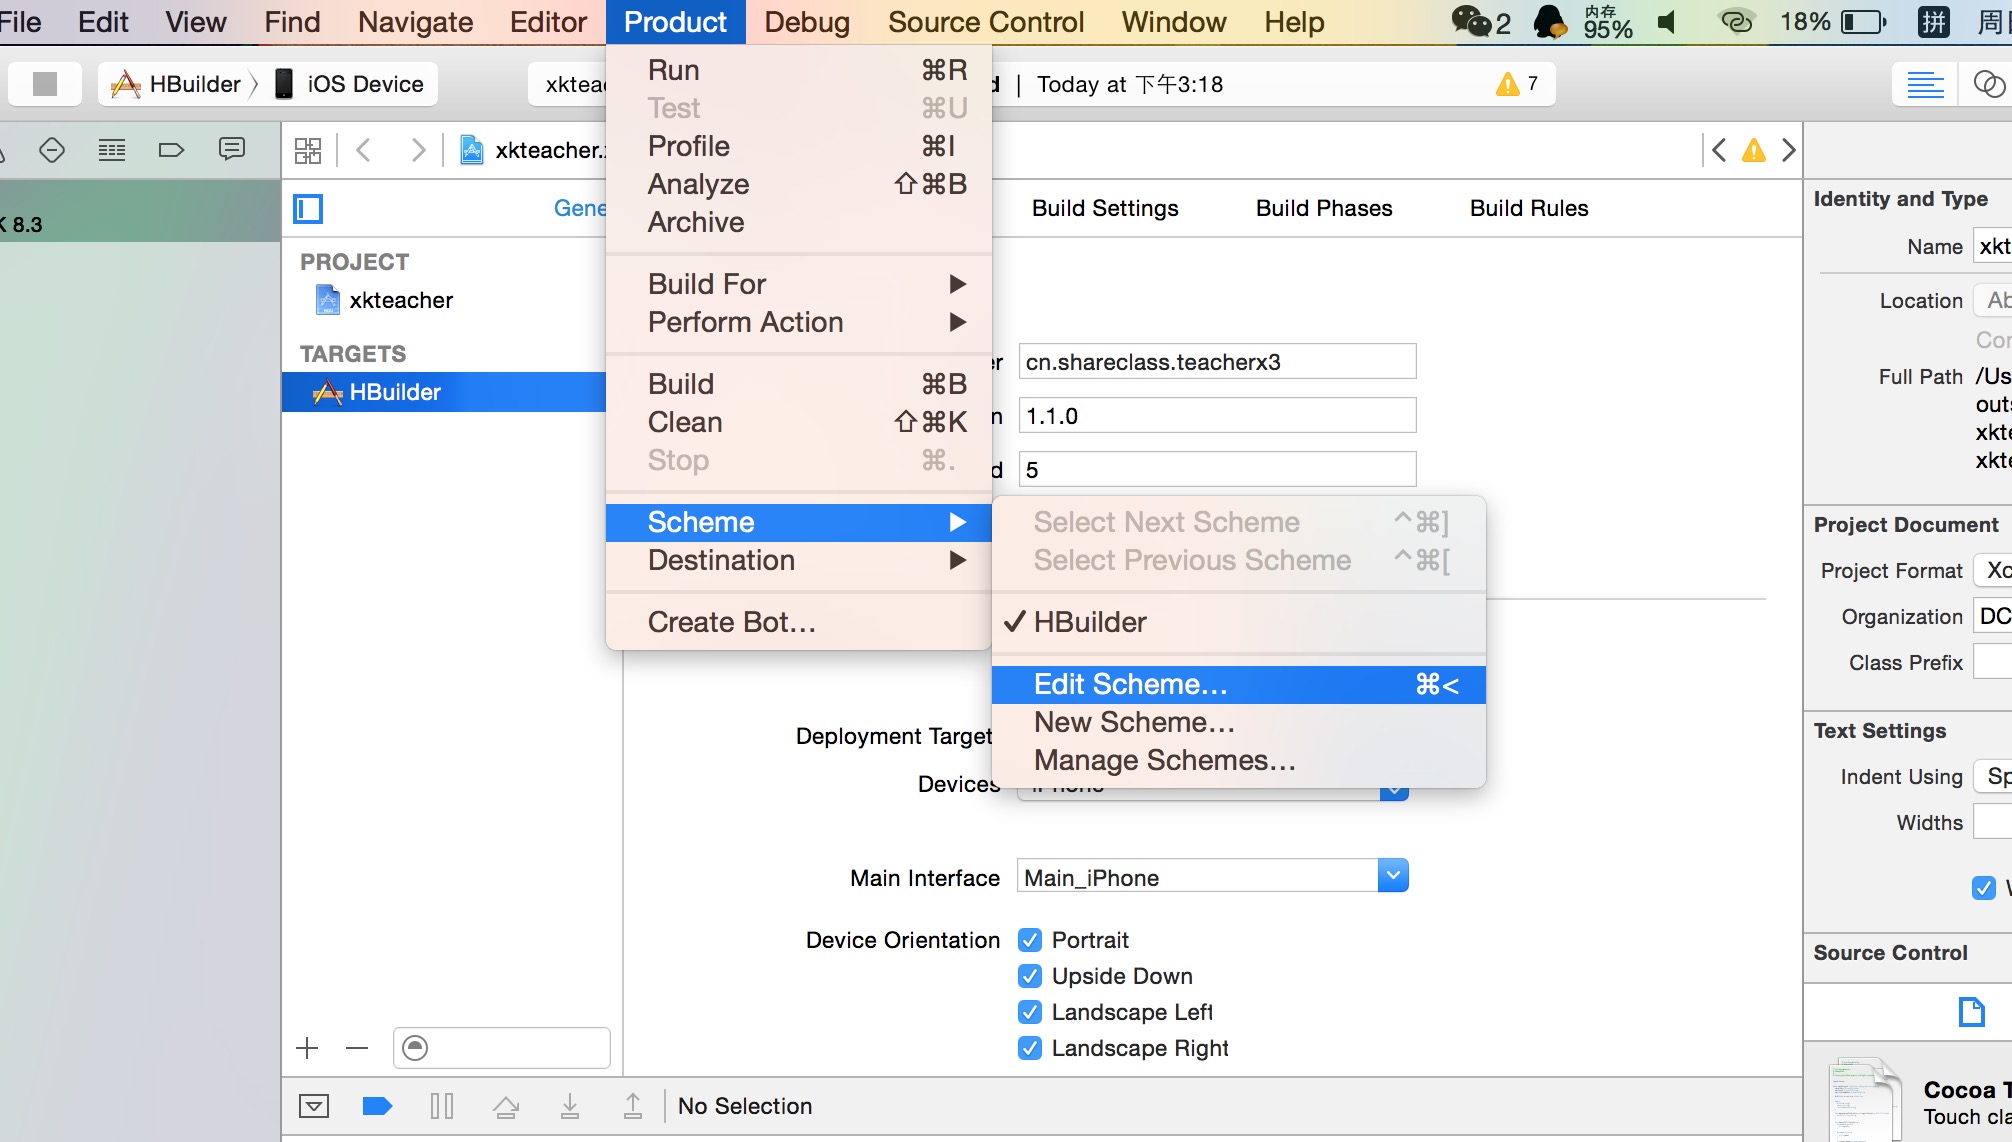 File Edit View Find Navigate Editor Product Debug Source Control Window Help 2 内存 95% 18% 拼
HBuilder iOS Device
| Today at 下午3:18 7
xkteacher.
Build Settings Build Phases Build Rules
8.3
PROJECT
xkteacher
TARGETS
HBuilder
Run ⌘R
Test ⌘U
Profile ⌘I
Analyze ⇧⌘B
Archive
Build For ▶
Perform Action ▶
Build ⌘B
Clean ⇧⌘K
Stop ⌘.
Scheme ▶
Destination ▶
Create Bot…
cn.shareclass.teacherx3
1.1.0
5
Select Next Scheme ^⌘]
Select Previous Scheme ^⌘[
✓ HBuilder
Edit Scheme… ⌘<
New Scheme…
Manage Schemes…
Deployment Target
Devices
Main Interface Main_iPhone
Device Orientation Portrait
Upside Down
Landscape Left
Landscape Right
No Selection
Identity and Type
Name xkt
Location
Full Path /Us
outs
xkte
xkte
Project Document
Project Format Xc
Organization DC
Class Prefix
Text Settings
Indent Using Sp
Widths
Source Control
Cocoa T
Touch cla